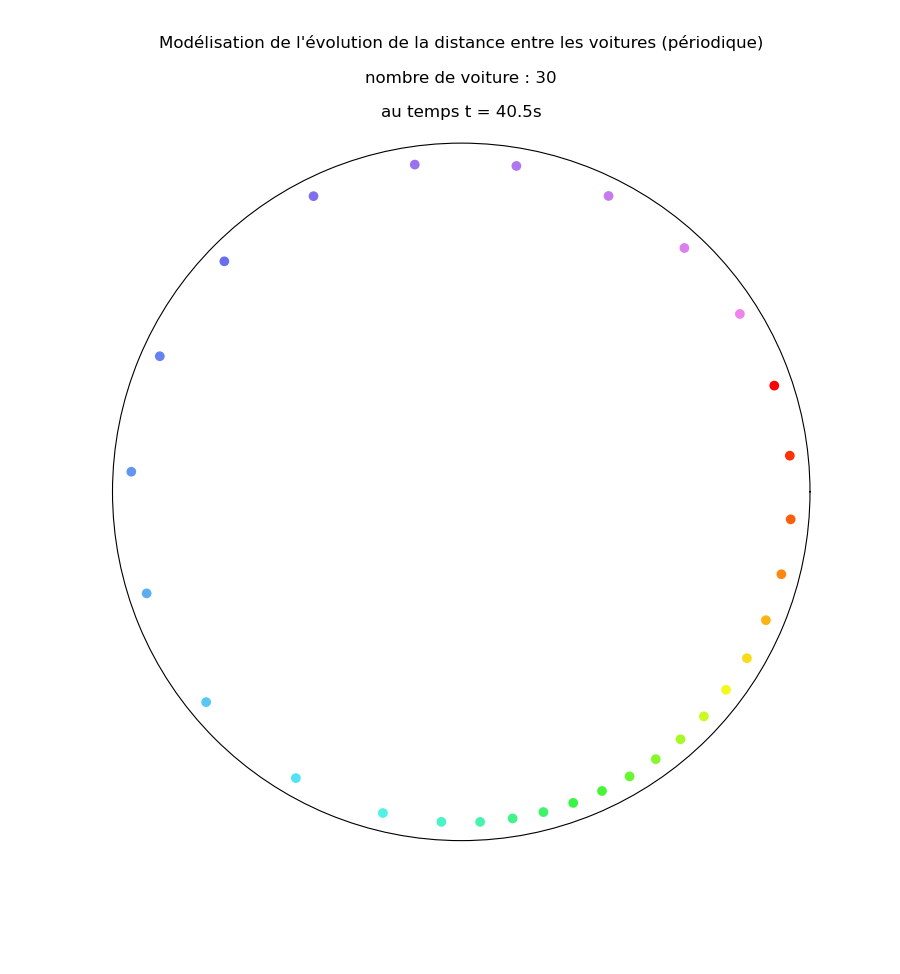 Modélisation de l'évolution de la distance entre les voitures (périodique)
nombre de voiture : 30
au temps t = 40.5s